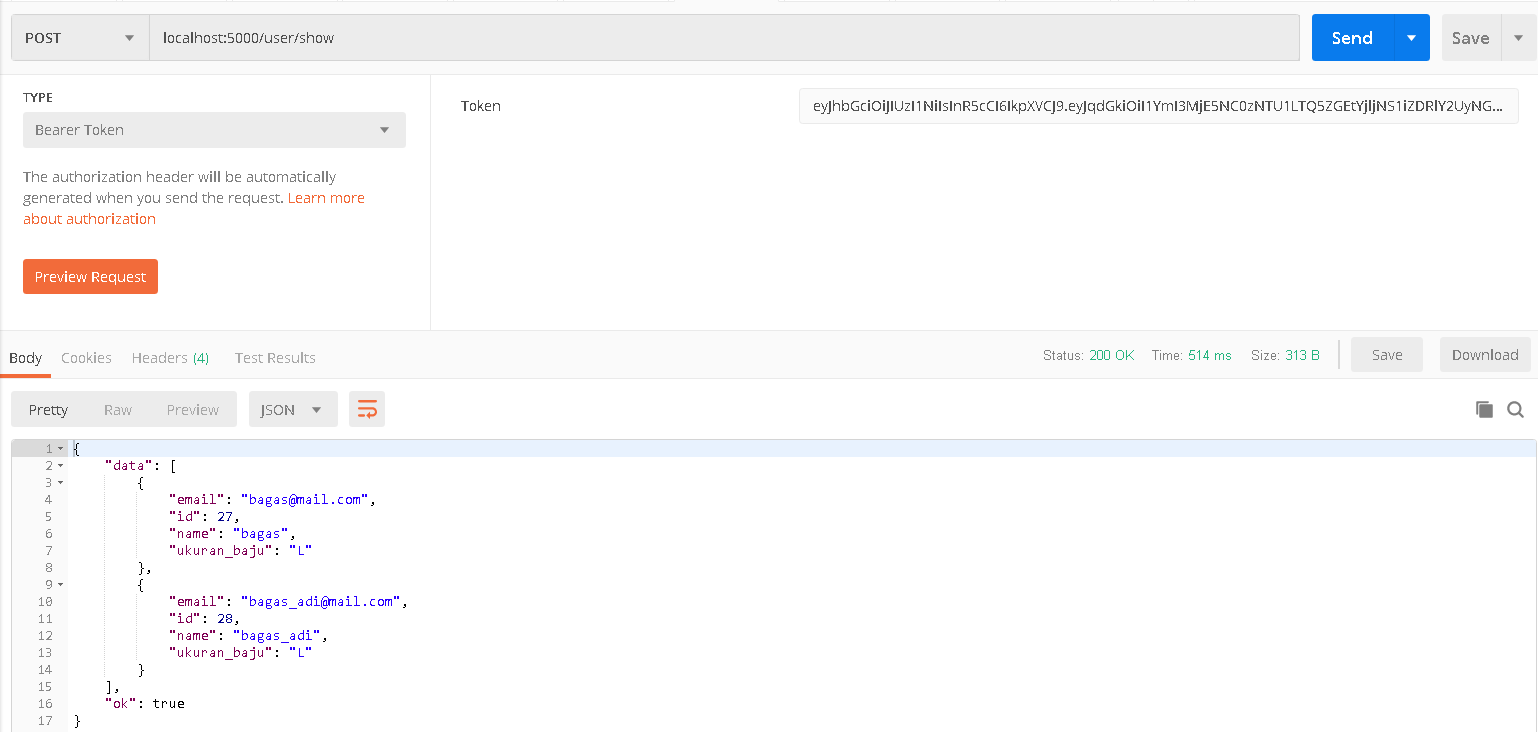 POST localhost:5000/user/show Send Save
TYPE
Bearer Token
The authorization header will be automatically
generated when you send the request. Learn more
about authorization
Preview Request
Token
Body Cookies Headers (4) Test Results Status: 200 OK Time: 514 ms Size: 313 B Save Download
Pretty Raw Preview JSON
1 {
2 "data": [
3 {
4 "email": "bagas@mail.com",
5 "id": 27,
6 "name": "bagas",
7 "ukuran_baju": "L"
8 },
9 {
10 "email": "bagas_adi@mail.com",
11 "id": 28,
12 "name": "bagas_adi",
13 "ukuran_baju": "L"
14 }
15 ],
16 "ok": true
17 }